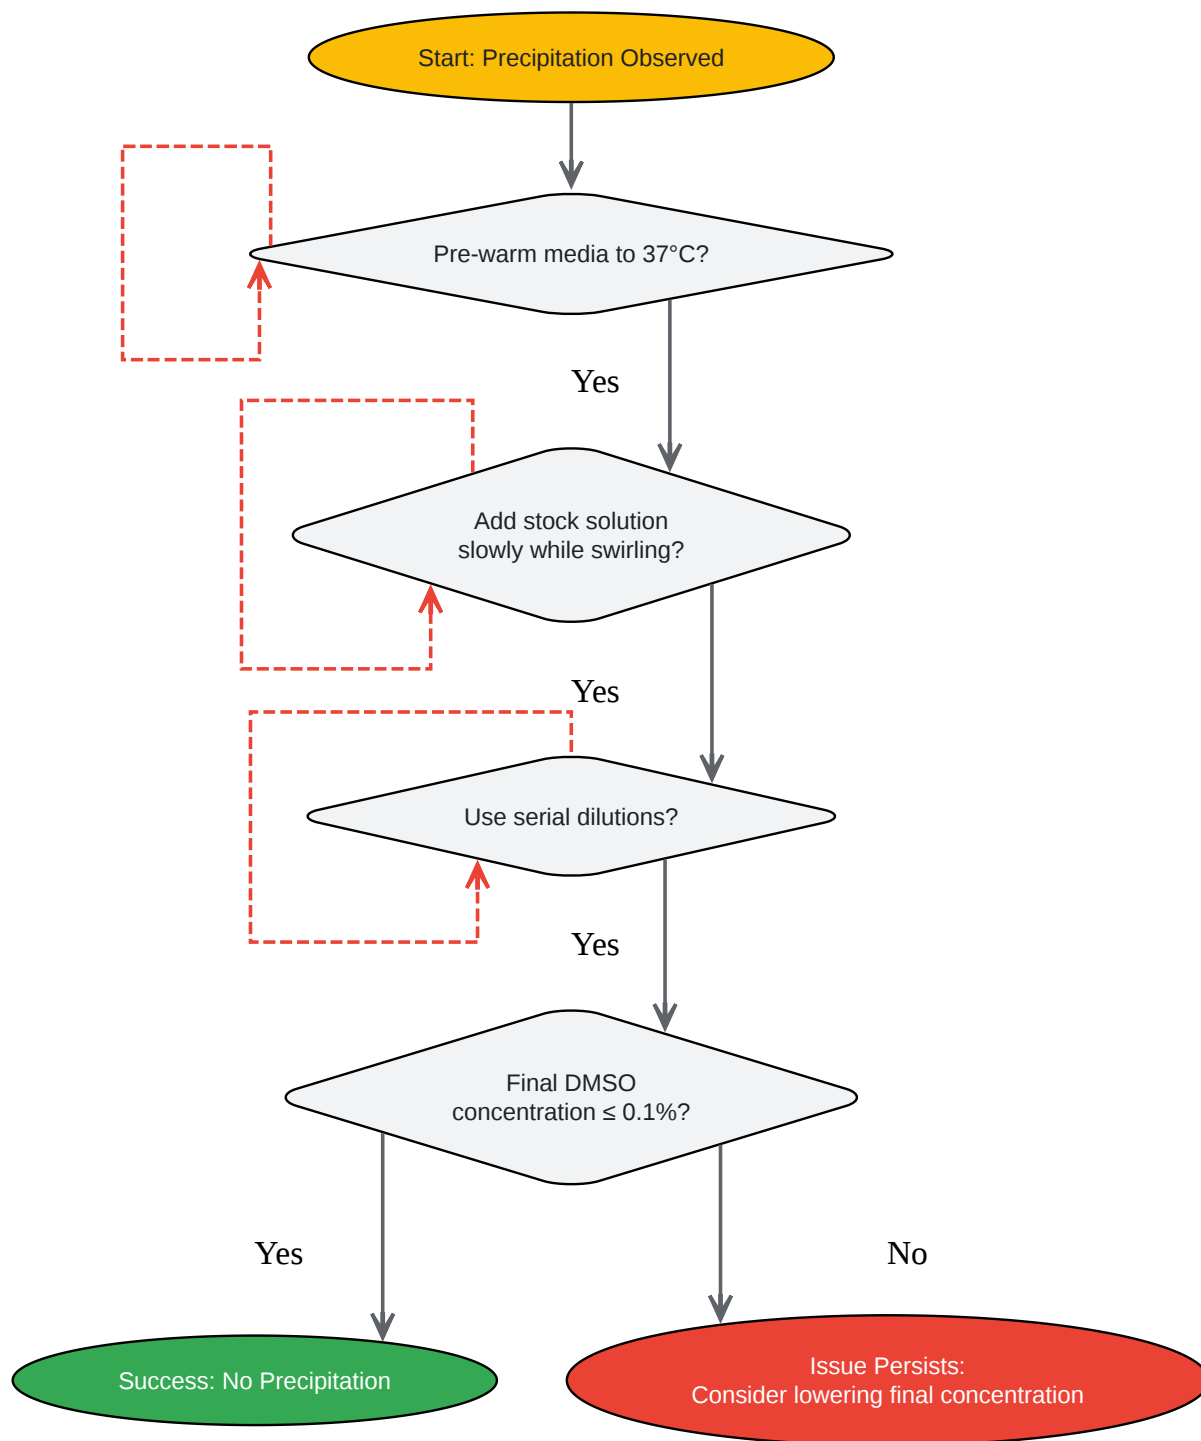 Start: Precipitation Observed
Pre-warm media to 37°C?
Yes
Add stock solution
slowly while swirling?
Yes
Use serial dilutions?
Yes
Final DMSO
concentration ≤ 0.1%?
Yes
No
Success: No Precipitation
Issue Persists:
Consider lowering final concentration